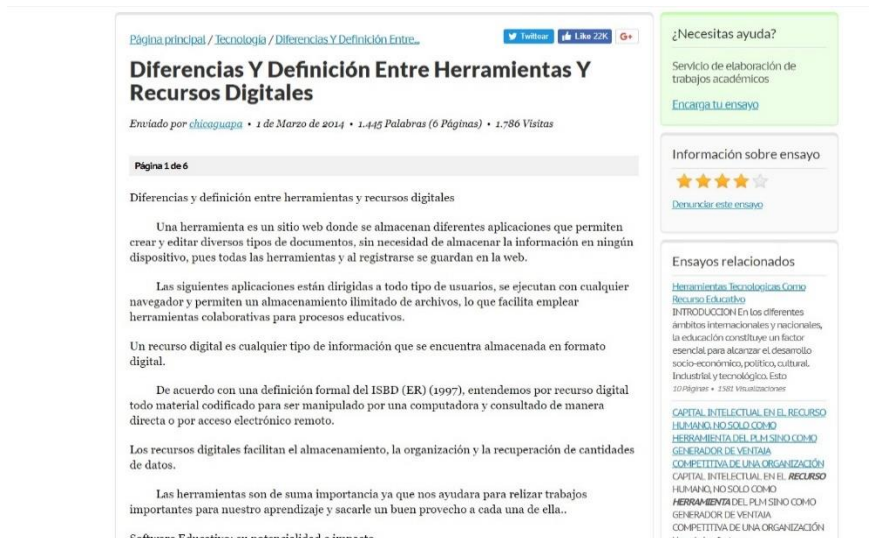 Página principal / Tecnología / Diferencias Y Definición Entre...
Twittear Like 22K G+
Diferencias Y Definición Entre Herramientas Y
Recursos Digitales
Enviado por chicaguapa • 1 de Marzo de 2014 • 1.445 Palabras (6 Páginas) • 1.786 Visitas
Página 1 de 6
Diferencias y definición entre herramientas y recursos digitales
Una herramienta es un sitio web donde se almacenan diferentes aplicaciones que permiten
crear y editar diversos tipos de documentos, sin necesidad de almacenar la información en ningún
dispositivo, pues todas las herramientas y al registrarse se guardan en la web.
Las siguientes aplicaciones están dirigidas a todo tipo de usuarios, se ejecutan con cualquier
navegador y permiten un almacenamiento ilimitado de archivos, lo que facilita emplear
herramientas colaborativas para procesos educativos.
Un recurso digital es cualquier tipo de información que se encuentra almacenada en formato
digital.
De acuerdo con una definición formal del ISBD (ER) (1997), entendemos por recurso digital
todo material codificado para ser manipulado por una computadora y consultado de manera
directa o por acceso electrónico remoto.
Los recursos digitales facilitan el almacenamiento, la organización y la recuperación de cantidades
de datos.
Las herramientas son de suma importancia ya que nos ayudara para relizar trabajos
importantes para nuestro aprendizaje y sacarle un buen provecho a cada una de ella..
Software Educativo: su potencialidad e impacto
¿Necesitas ayuda?
Servicio de elaboración de
trabajos académicos
Encarga tu ensayo
Información sobre ensayo
Denunciar este ensayo
Ensayos relacionados
Herramientas Tecnologicas Como
Recurso Educativo
INTRODUCCION En los diferentes
ámbitos internacionales y nacionales,
la educación constituye un factor
esencial para alcanzar el desarrollo
socio-económico, político, cultural,
Industrial y tecnológico. Esto
10 Páginas • 1581 Visualizaciones
CAPITAL INTELECTUAL EN EL RECURSO
HUMANO, NO SOLO COMO
HERRAMIENTA DEL PLM SINO COMO
GENERADOR DE VENTAJA
COMPETITIVA DE UNA ORGANIZACIÓN
CAPITAL INTELECTUAL EN EL RECURSO
HUMANO, NO SOLO COMO
HERRAMIENTA DEL PLM SINO COMO
GENERADOR DE VENTAJA
COMPETITIVA DE UNA ORGANIZACIÓN